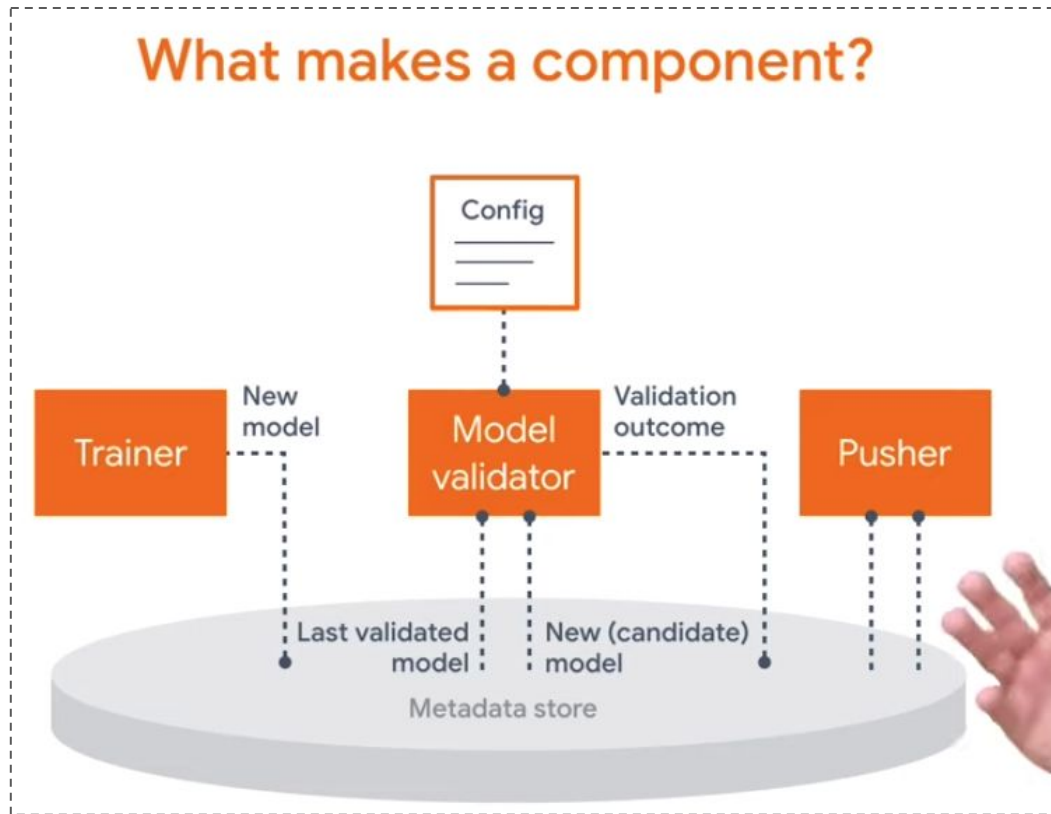 What makes a component?
Config
New
model
Validation
outcome
Trainer
Model
validator
Pusher
Last validated
model
New (candidate)
model
Metadata store